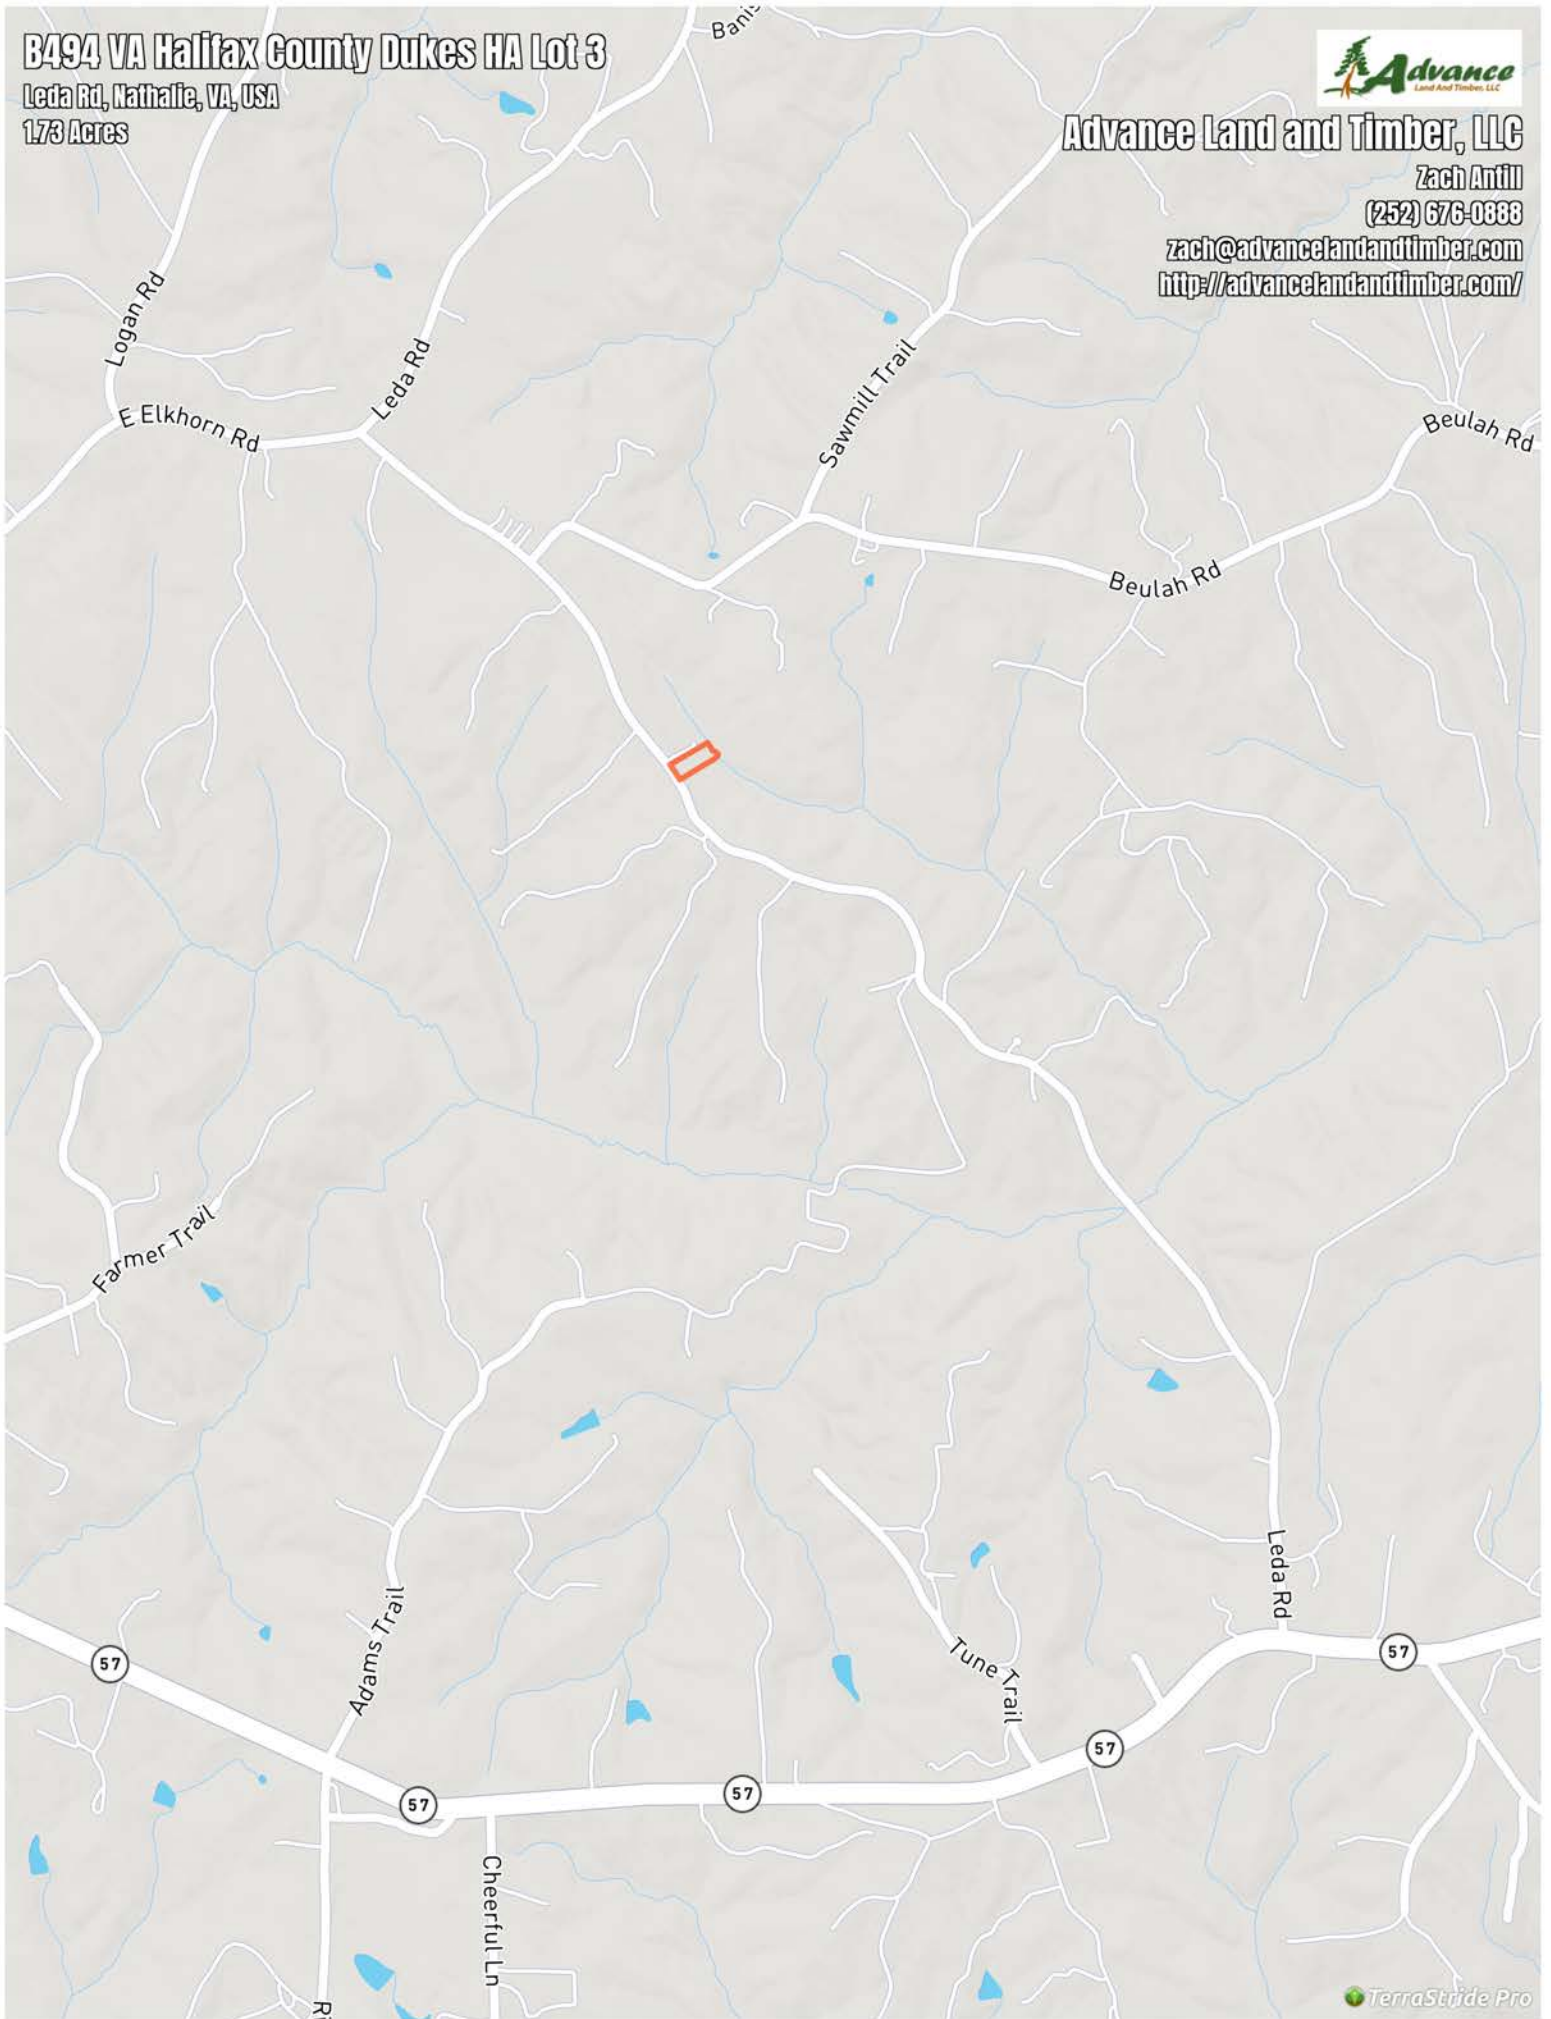 B494 VA Halifax County Dukes HA Lot 3
Leda Rd, Nathalie, VA, USA
1.73 Acres
Advance
Land And Timber, LLC
Advance Land and Timber, LLC
Zach Antill
(252) 676-0888
zach@advancelandandtimber.com
http://advancelandandtimber.com/
Logan Rd
Leda Rd
E Elkhorn Rd
Sawmill Trail
Beulah Rd
Beulah Rd
Farmer Trail
Leda Rd
Adams Trail
Tune Trail
57
57
57
57
57
Cheerful Ln
TerraStride Pro